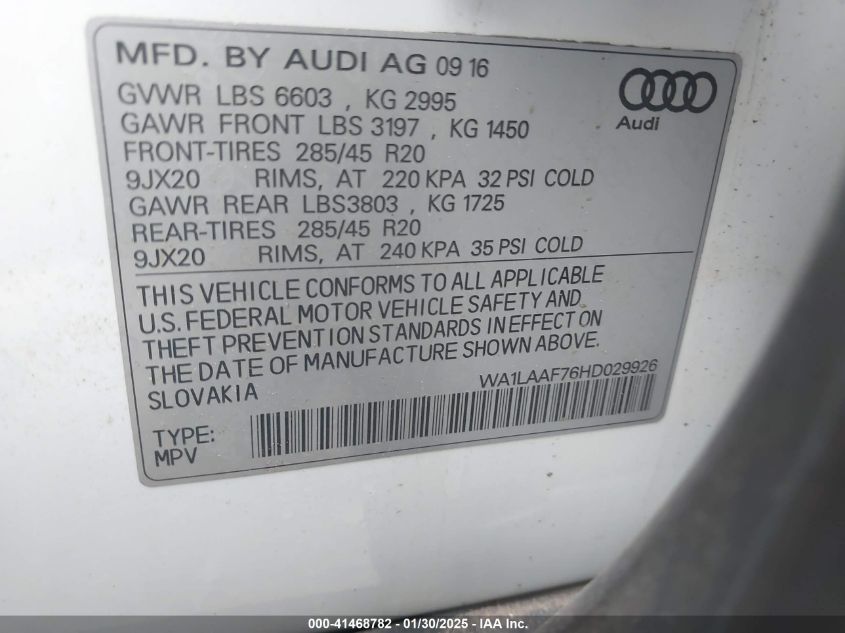 MFD. BY AUDI AG 09 16
GVWR LBS 6603 , KG 2995
GAWR FRONT LBS 3197 , KG 1450
FRONT-TIRES 285/45 R20
9JX20 RIMS, AT 220 KPA 32 PSI COLD
GAWR REAR LBS3803 , KG 1725
REAR-TIRES 285/45 R20
9JX20 RIMS, AT 240 KPA 35 PSI COLD
Audi
THIS VEHICLE CONFORMS TO ALL APPLICABLE
U.S. FEDERAL MOTOR VEHICLE SAFETY AND
THEFT PREVENTION STANDARDS IN EFFECT ON
THE DATE OF MANUFACTURE SHOWN ABOVE.
SLOVAKIA
WA1LAAF76HD029926
TYPE:
MPV
000-41468782 - 01/30/2025 - IAA Inc.